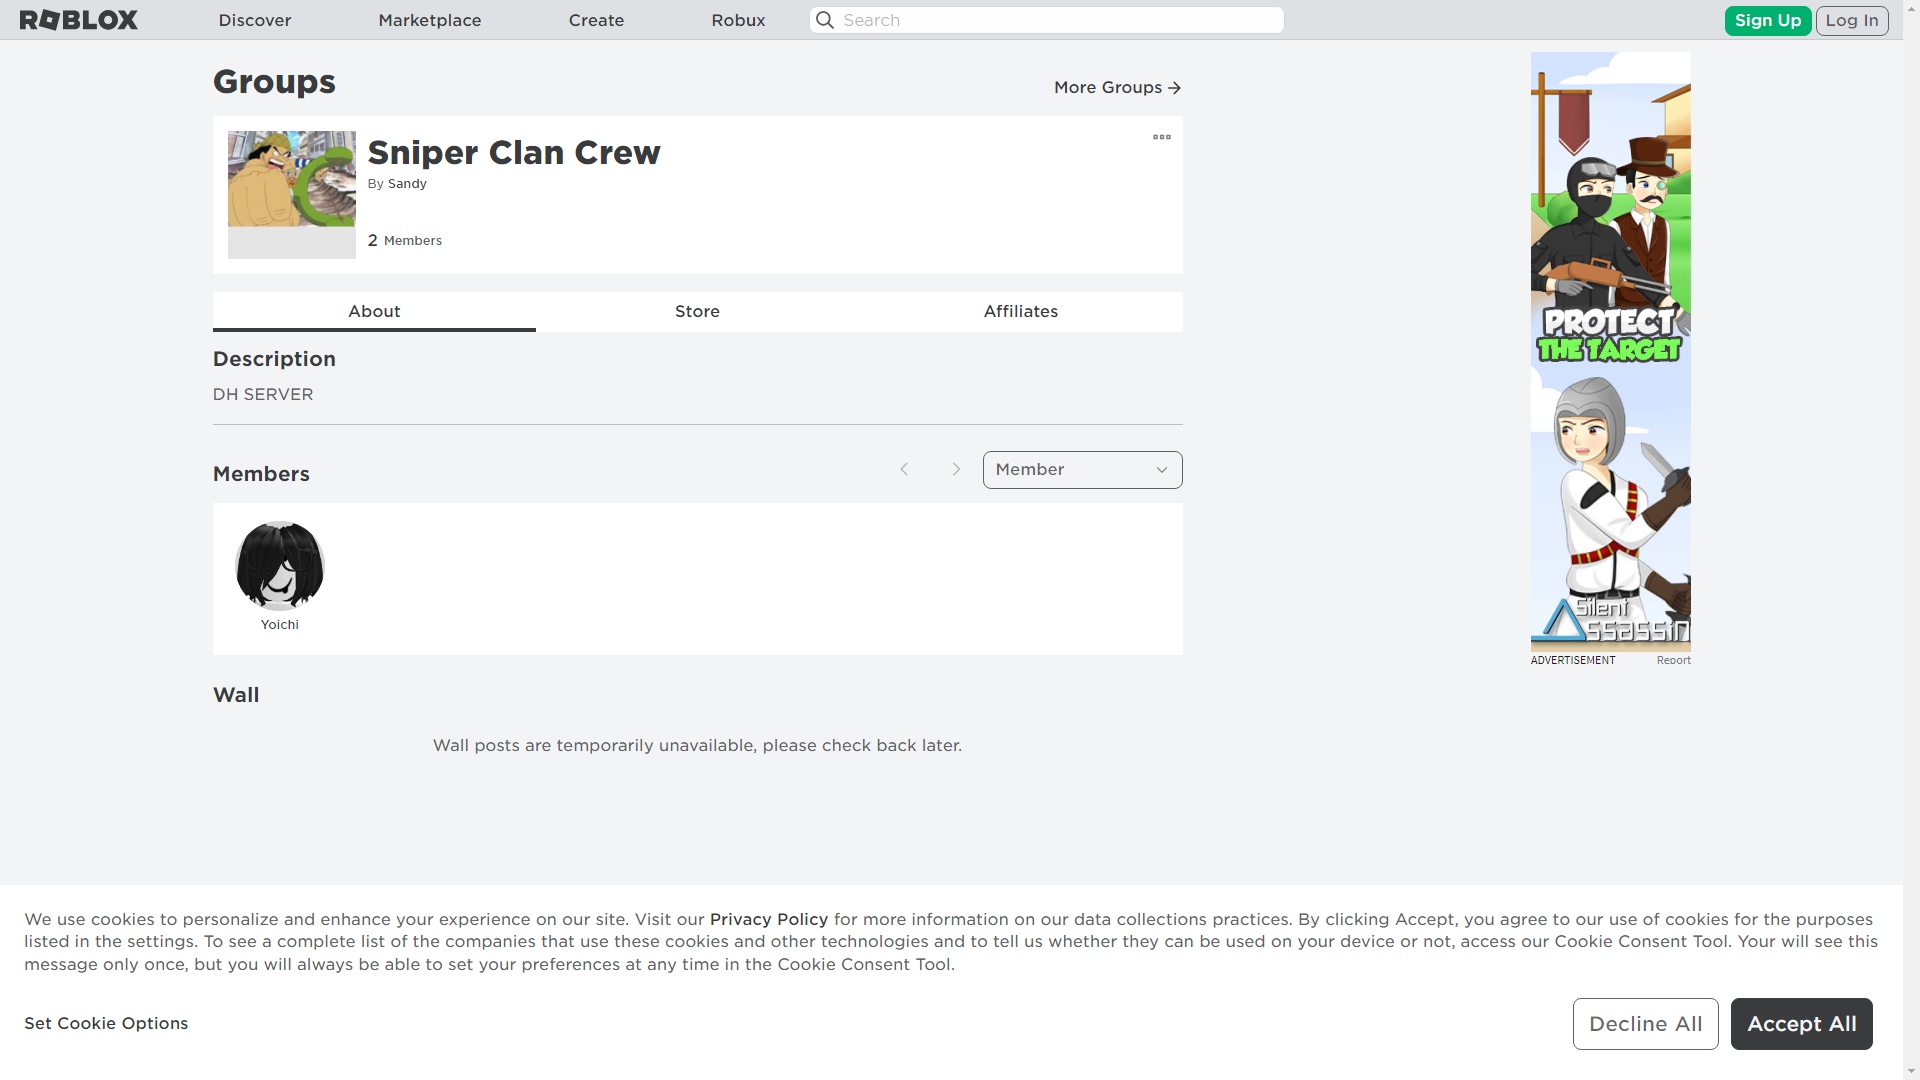 ROBLOX
Discover
Marketplace
Create
Robux
Search
Sign Up
Log In
Groups
More Groups
Sniper Clan Crew
By Sandy
2 Members
About
Store
Affiliates
Description
DH SERVER
Members
Member
Yoichi
Wall
Wall posts are temporarily unavailable, please check back later.
PROTECT
THE TARGET
Silent
Assassin
ADVERTISEMENT
Report
We use cookies to personalize and enhance your experience on our site. Visit our Privacy Policy for more information on our data collections practices. By clicking Accept, you agree to our use of cookies for the purposes
listed in the settings. To see a complete list of the companies that use these cookies and other technologies and to tell us whether they can be used on your device or not, access our Cookie Consent Tool. Your will see this
message only once, but you will always be able to set your preferences at any time in the Cookie Consent Tool.
Set Cookie Options
Decline All
Accept All